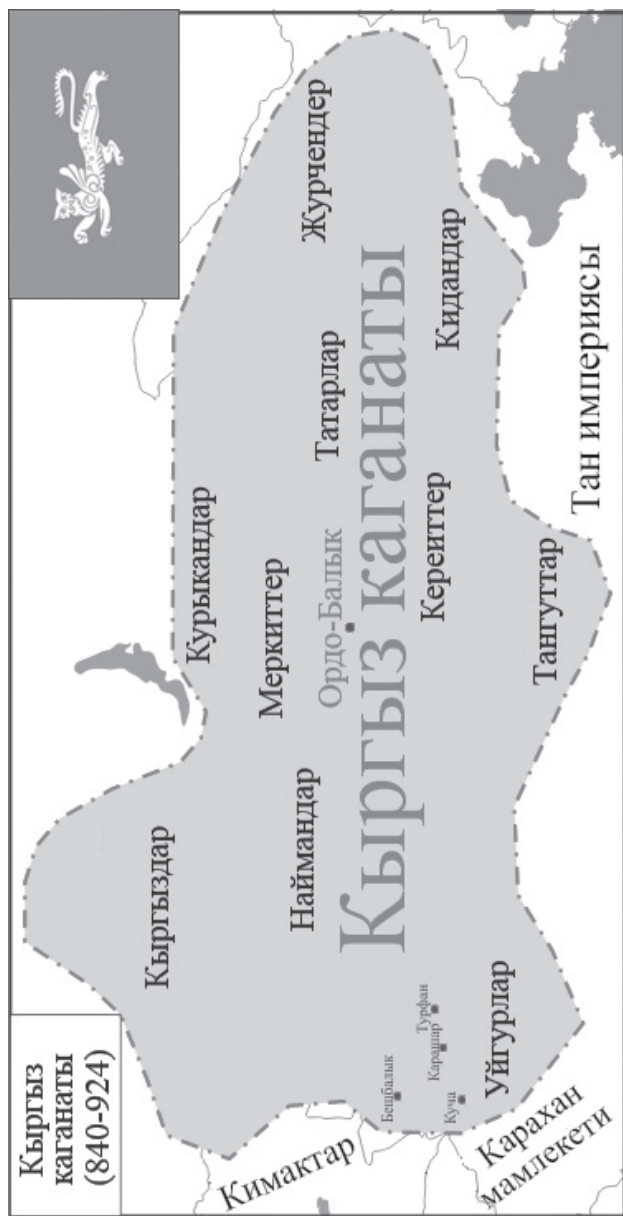 Кыргыз
каганаты
(840-924)
Кыргыздар
Курыкандар
Меркиттер
Журчендер
Наймандар
Ордо-Балык
Татарлар
Кыргыз каганаты
Кереиттер
Кидандар
Кимактар
Бешбалык
Куча
Карашар
Турфан
Уйгурлар
Тангуттар
Тан империясы
Карахан
мамлекети